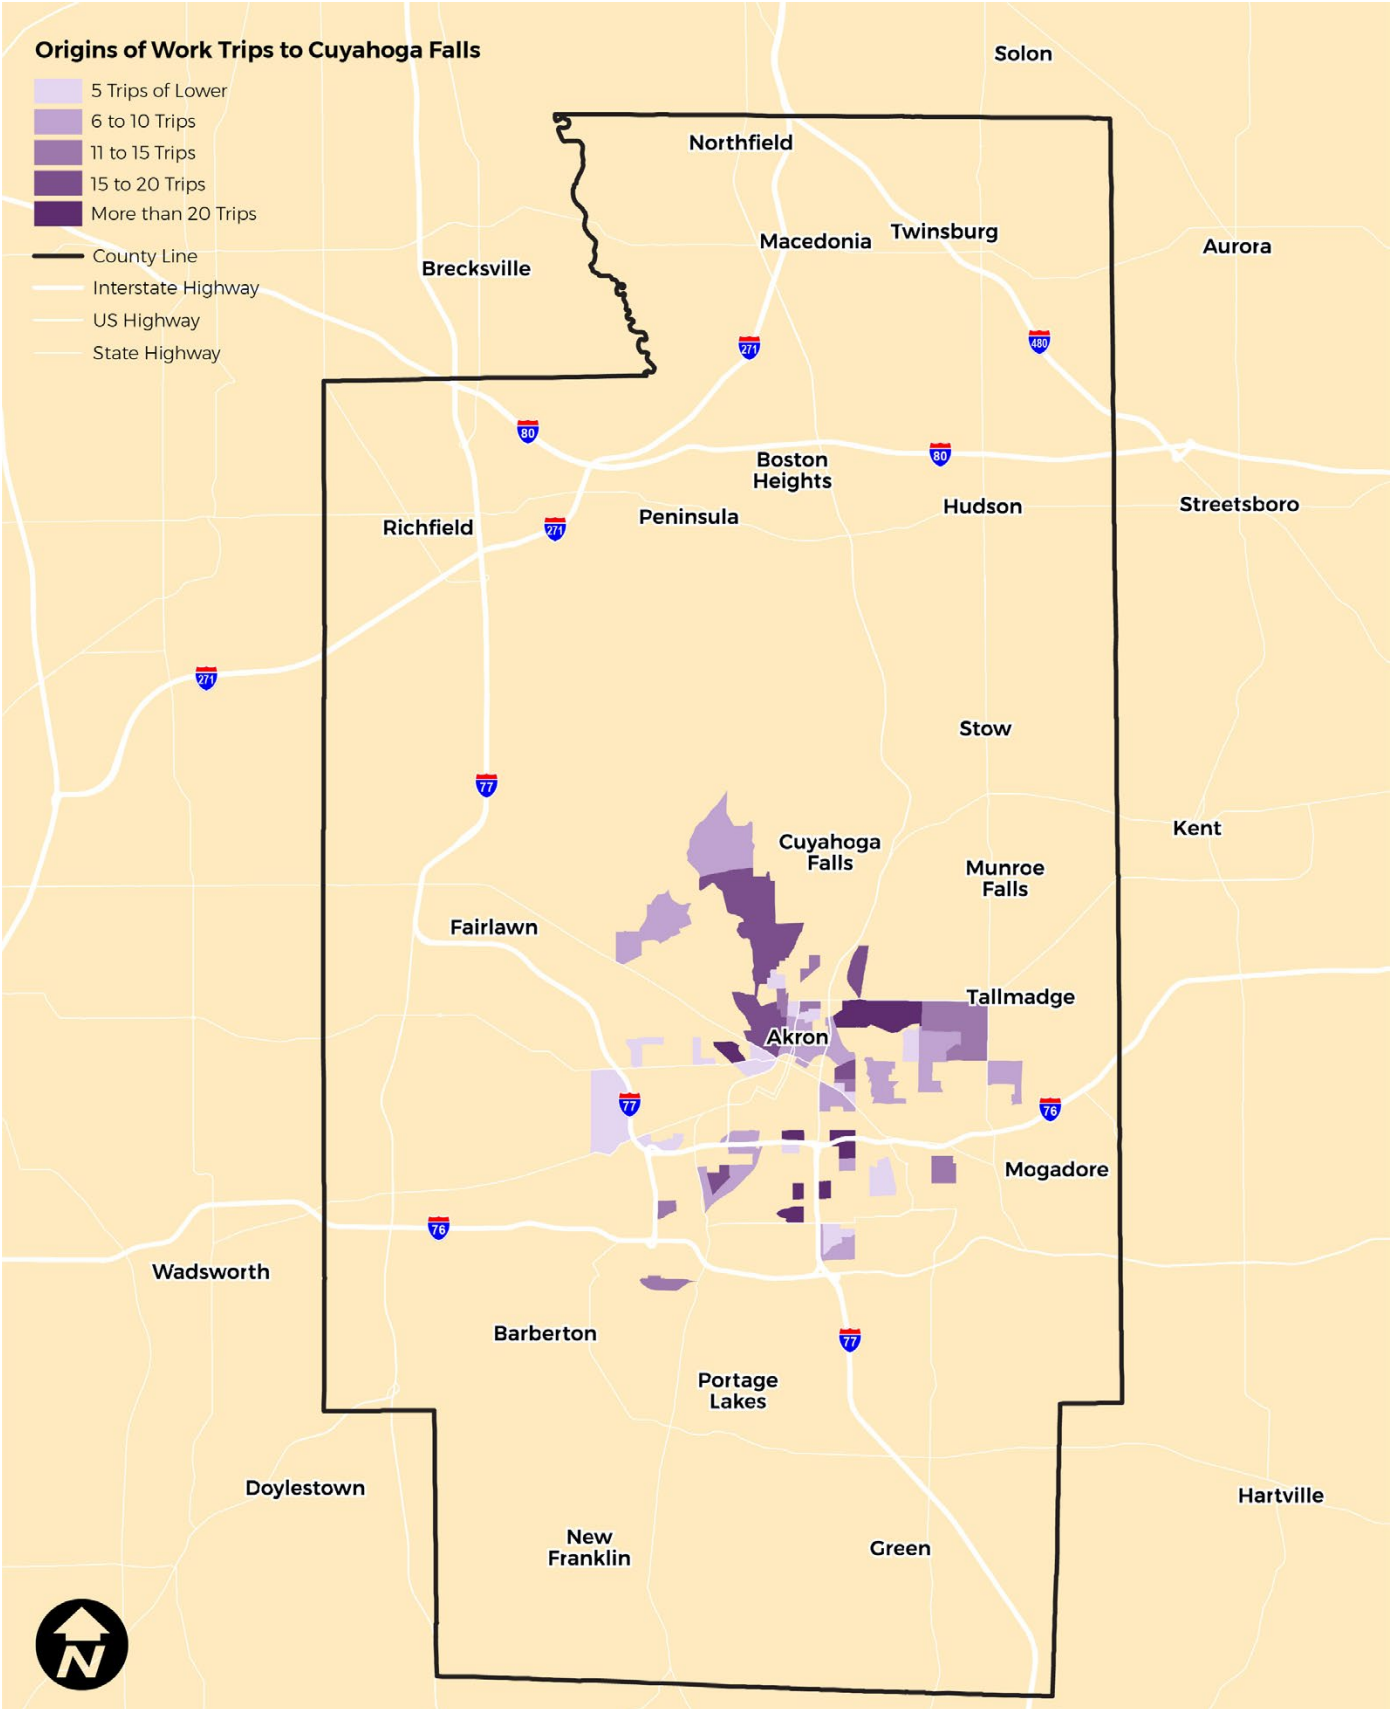 Origins of Work Trips to Cuyahoga Falls
5 Trips of Lower
6 to 10 Trips
11 to 15 Trips
15 to 20 Trips
More than 20 Trips
County Line
Interstate Highway
US Highway
State Highway
Solon
Northfield
Twinsburg
Macedonia
Aurora
Brecksville
480
271
80
80
Boston
Heights
Hudson
Streetsboro
Peninsula
Richfield
271
271
Stow
77
Kent
Cuyahoga
Falls
Munroe
Falls
Fairlawn
Tallmadge
Akron
77
76
Mogadore
76
Wadsworth
Barberton
77
Portage
Lakes
Doylestown
Hartville
New
Franklin
Green
N